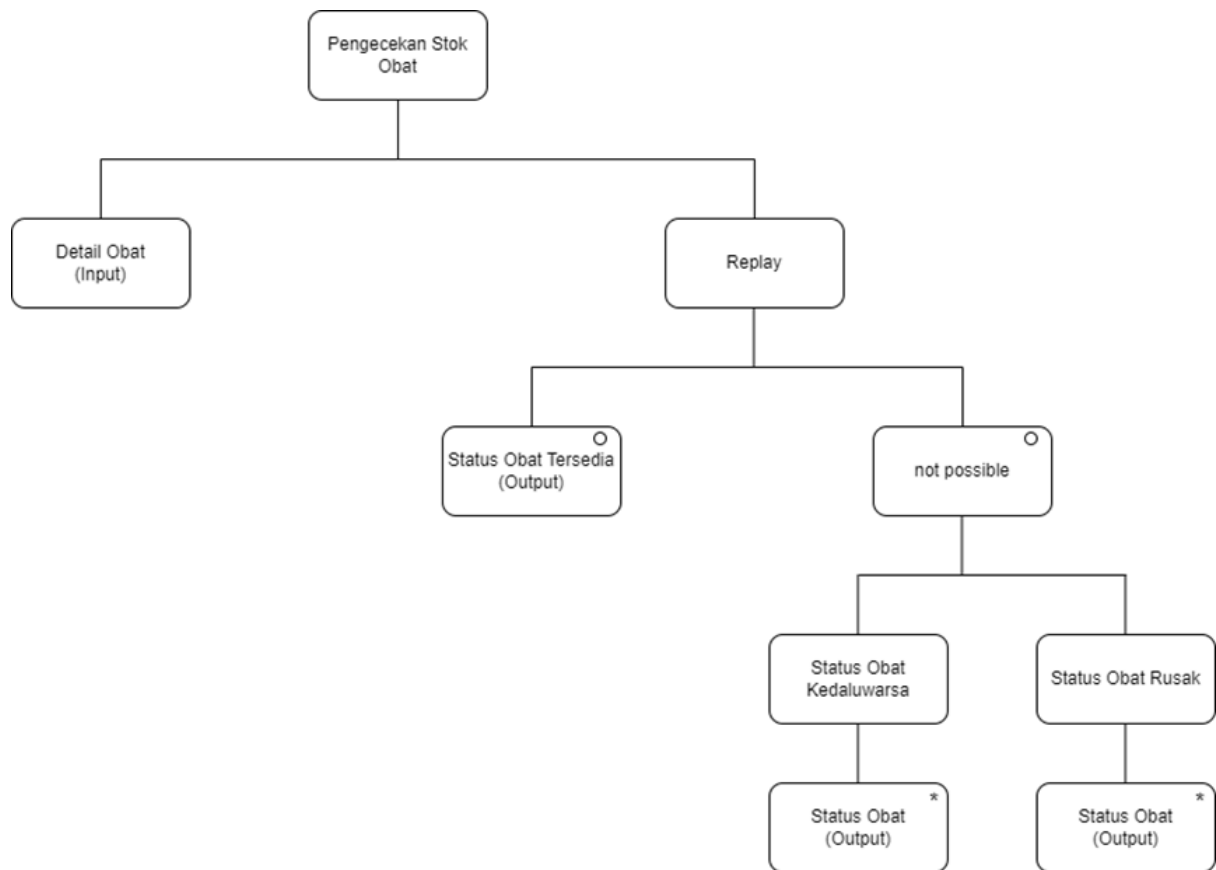 Pengecekan Stok
Obat
Detail Obat
(Input)
Replay
Status Obat Tersedia
(Output)
not possible
Status Obat
Kedaluwarsa
Status Obat Rusak
*
Status Obat
(Output)
*
Status Obat
(Output)